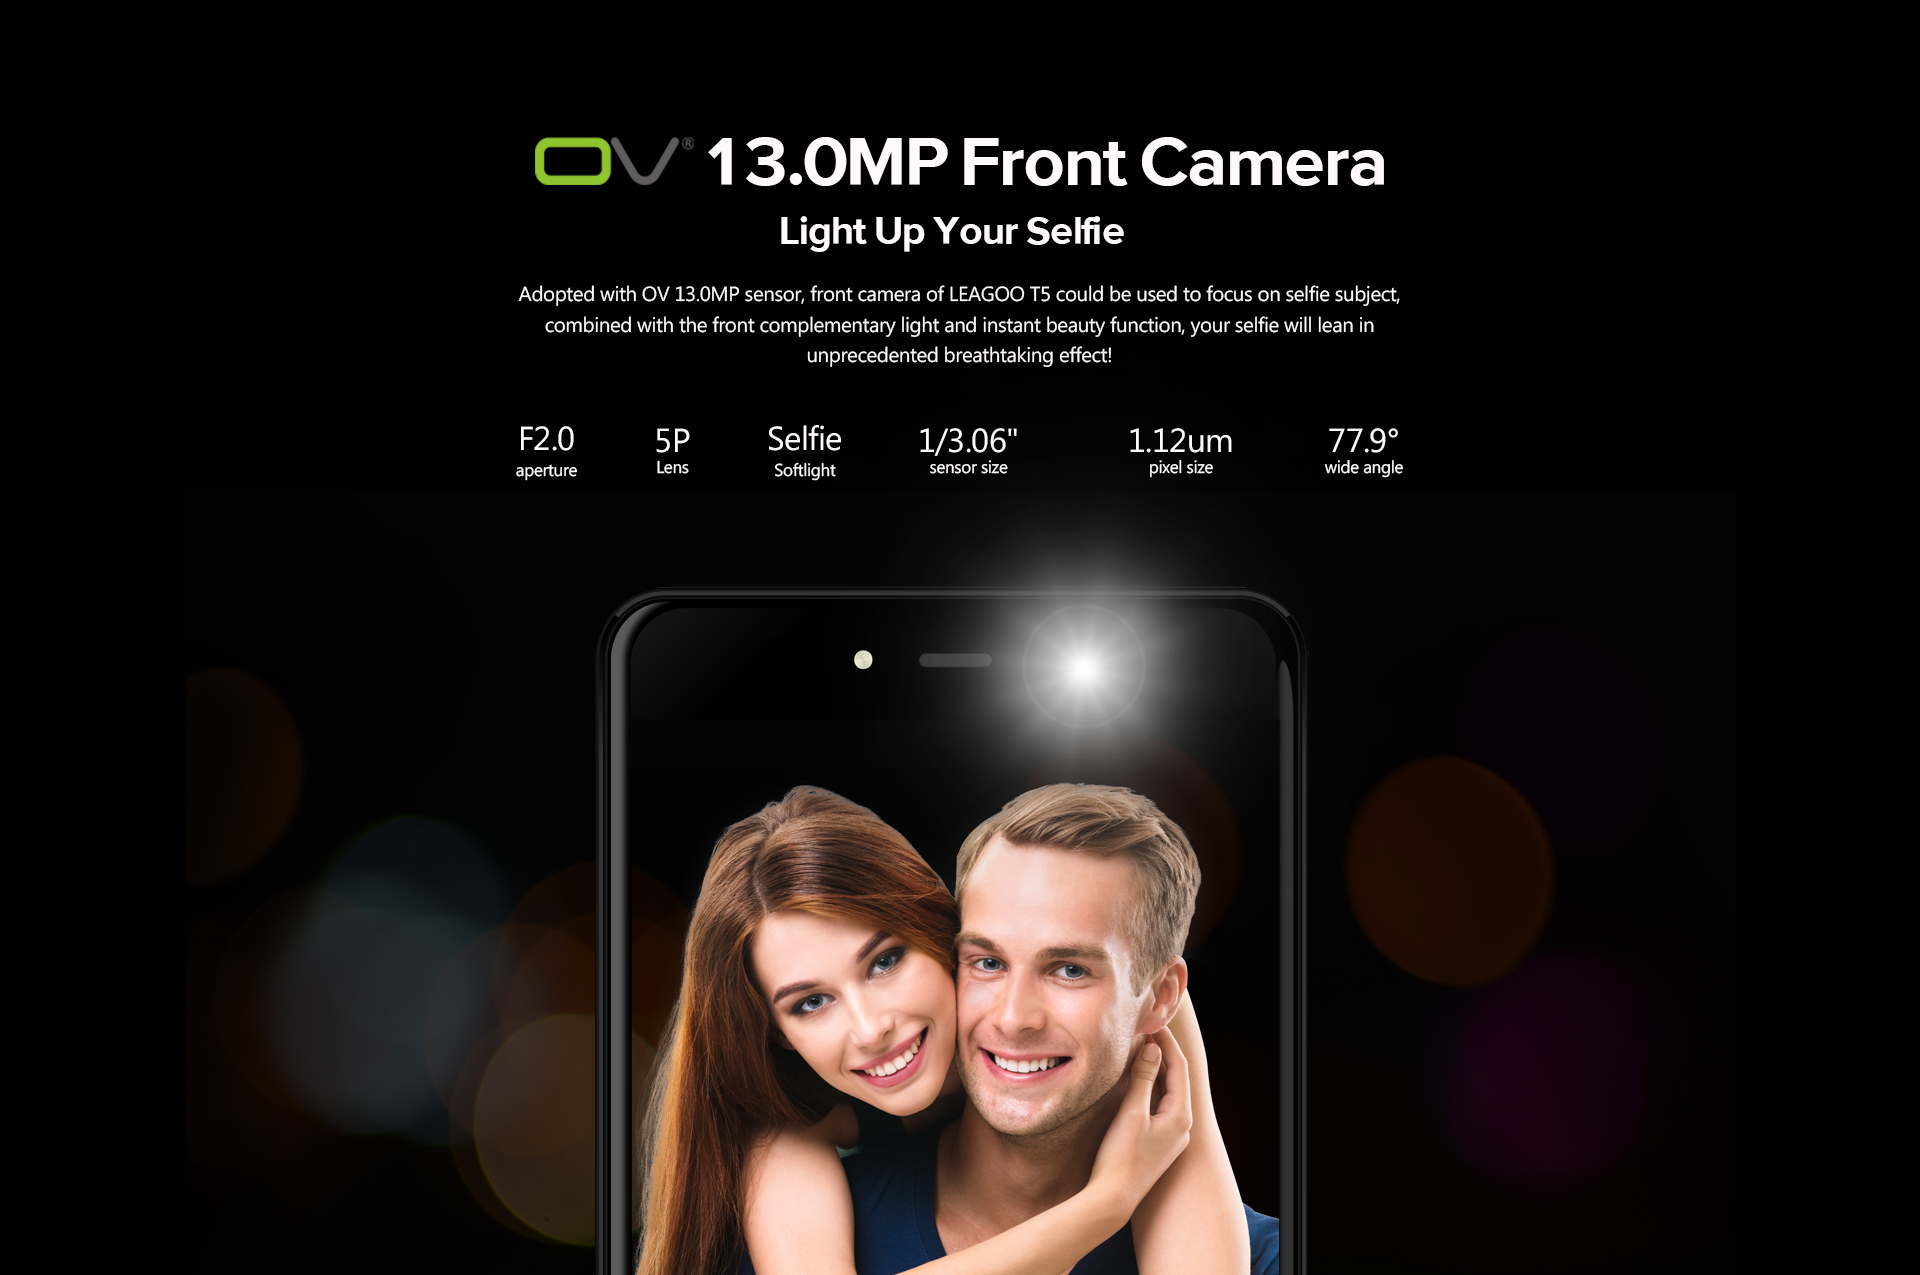 OV® 13.0MP Front Camera
Light Up Your Selfie
Adopted with OV 13.0MP sensor, front camera of LEAGOO T5 could be used to focus on selfie subject,
combined with the front complementary light and instant beauty function, your selfie will lean in
unprecedented breathtaking effect!
F2.0 5P Selfie 1/3.06" 1.12um 77.9°
aperture Lens Softlight sensor size pixel size wide angle